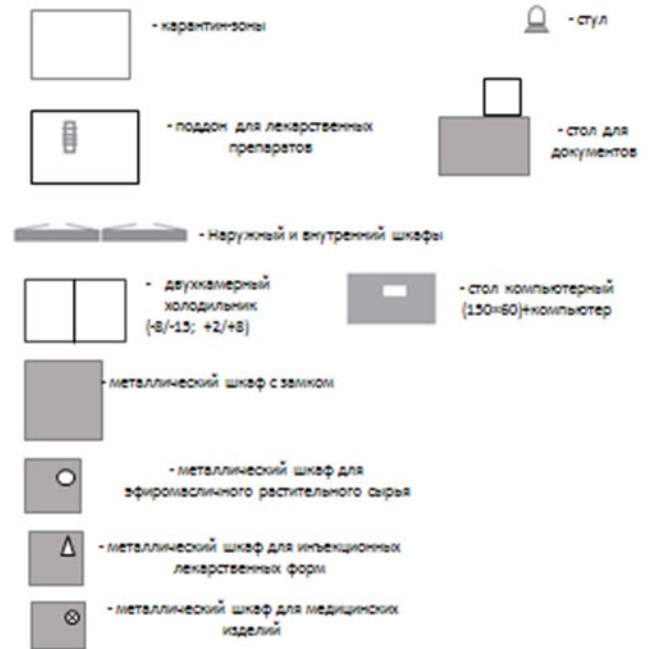 - карантин-зоны
- стул
- поддон для лекарственных
препаратов
- стол для
документов
- Наружный и внутренний шкафы
- двухкамерный
холодильник
(-8/-15; +2/+8)
- стол компьютерный
(150×60)+компьютер
- металлический шкаф с замком
- металлический шкаф для
эфиромасличного растительного сырья
- металлический шкаф для инъекционных
лекарственных форм
- металлический шкаф для медицинских
изделий